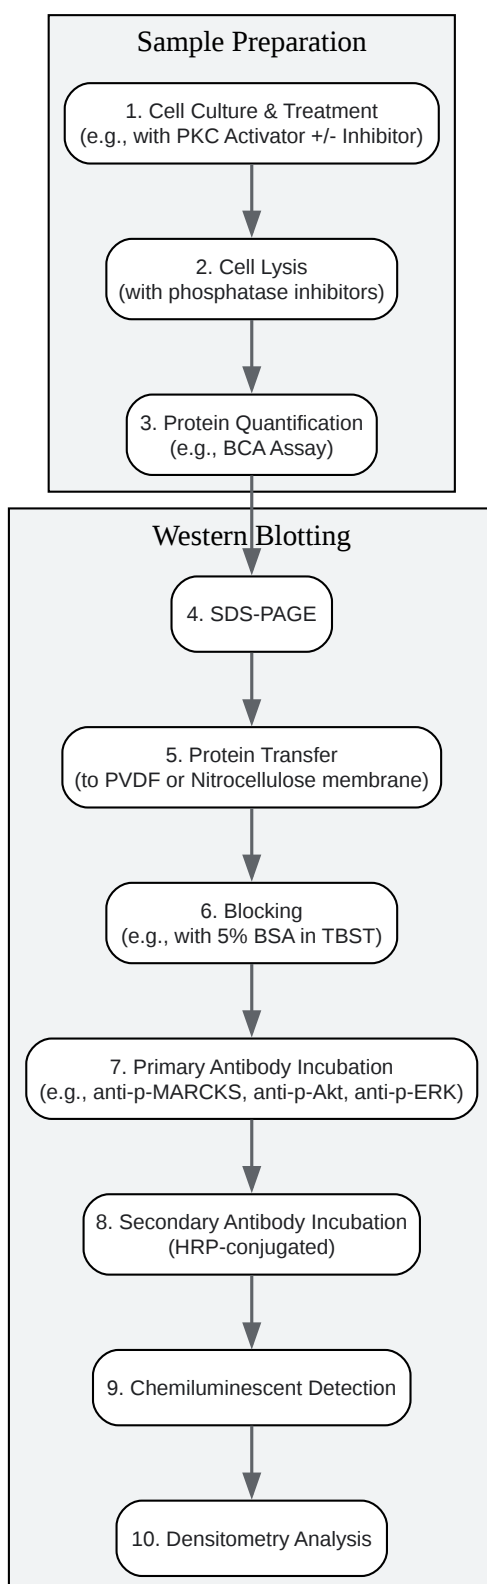 Sample Preparation
1. Cell Culture & Treatment
(e.g., with PKC Activator +/- Inhibitor)
2. Cell Lysis
(with phosphatase inhibitors)
3. Protein Quantification
(e.g., BCA Assay)
Western Blotting
4. SDS-PAGE
5. Protein Transfer
(to PVDF or Nitrocellulose membrane)
6. Blocking
(e.g., with 5% BSA in TBST)
7. Primary Antibody Incubation
(e.g., anti-p-MARCKS, anti-p-Akt, anti-p-ERK)
8. Secondary Antibody Incubation
(HRP-conjugated)
9. Chemiluminescent Detection
10. Densitometry Analysis